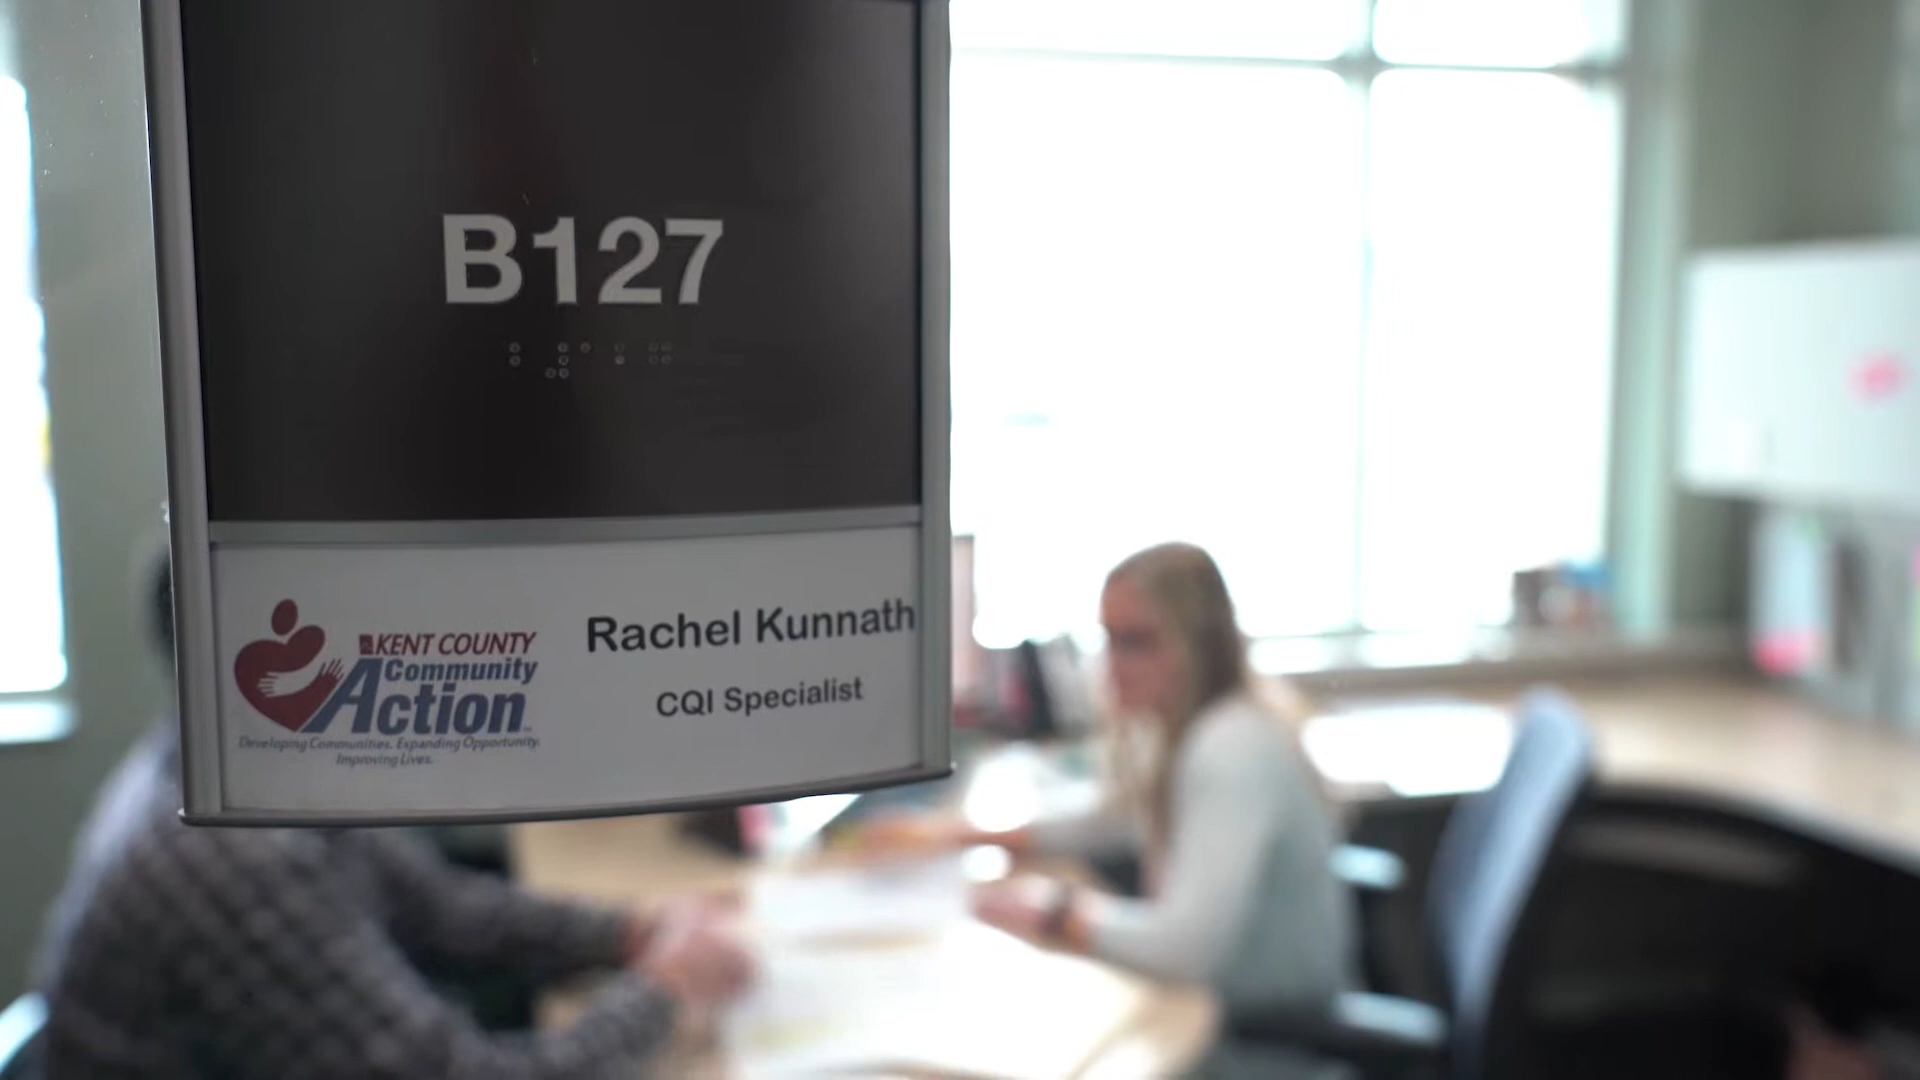 B127
⠃⠼⠁⠃⠛
KENT COUNTY
Community
Action
Developing Communities. Expanding Opportunity.
Improving Lives.
Rachel Kunnath
CQI Specialist